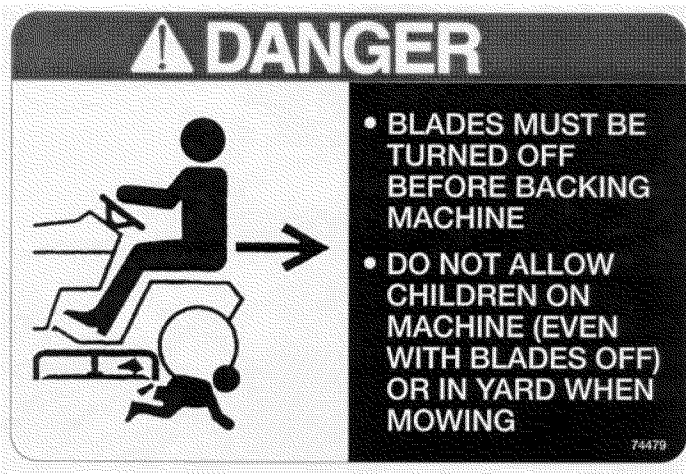 DANGER
• BLADES MUST BE
TURNED OFF
BEFORE BACKING
MACHINE
• DO NOT ALLOW
CHILDREN ON
MACHINE (EVEN
WITH BLADES OFF)
OR IN YARD WHEN
MOWING
74479